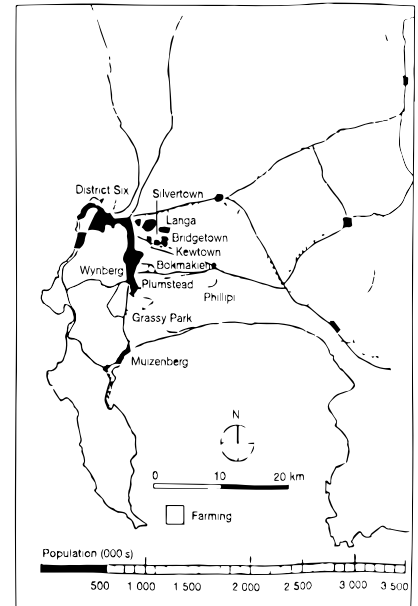 District Six
Silvertown
Langa
Bridgetown
Kewtown
Bokmakierie
Wynberg
Plumstead
Phillipi
Grassy Park
Muizenberg
N
0 10 20 km
Farming
Population (000 s)
500 1 000 1 500 2 000 2 500 3 000 3 500